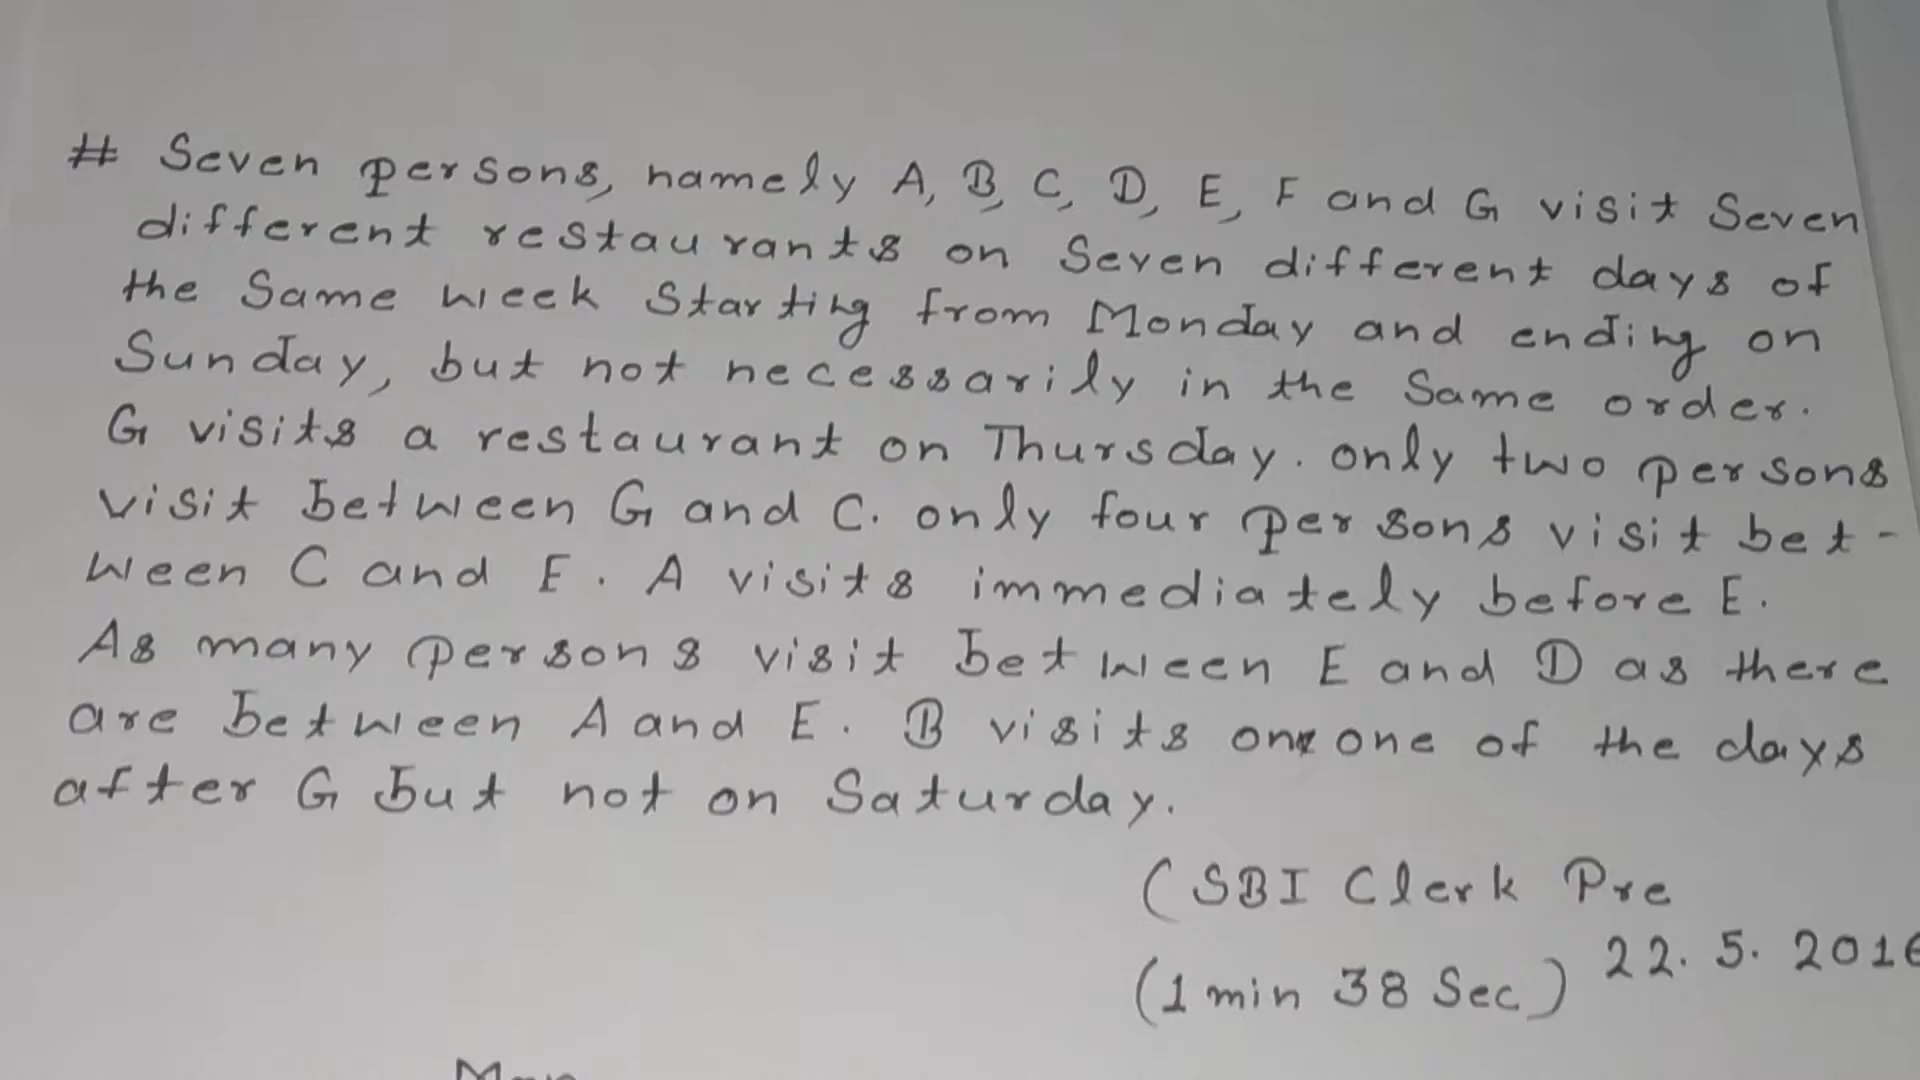 # Seven persons, namely A, B, C, D, E, F and G visit Seven
different restaurants on Seven different days of
the Same week Starting from Monday and ending on
Sunday, but not necessarily in the Same order.
G visits a restaurant on Thursday. only two persons
visit between G and C. only four persons visit bet-
ween C and E. A visits immediately before E.
As many persons visit between E and D as there
are between A and E. B visits one of the days
after G but not on Saturday.
(SBI Clerk Pre
22.5.2016
(1 min 38 Sec)